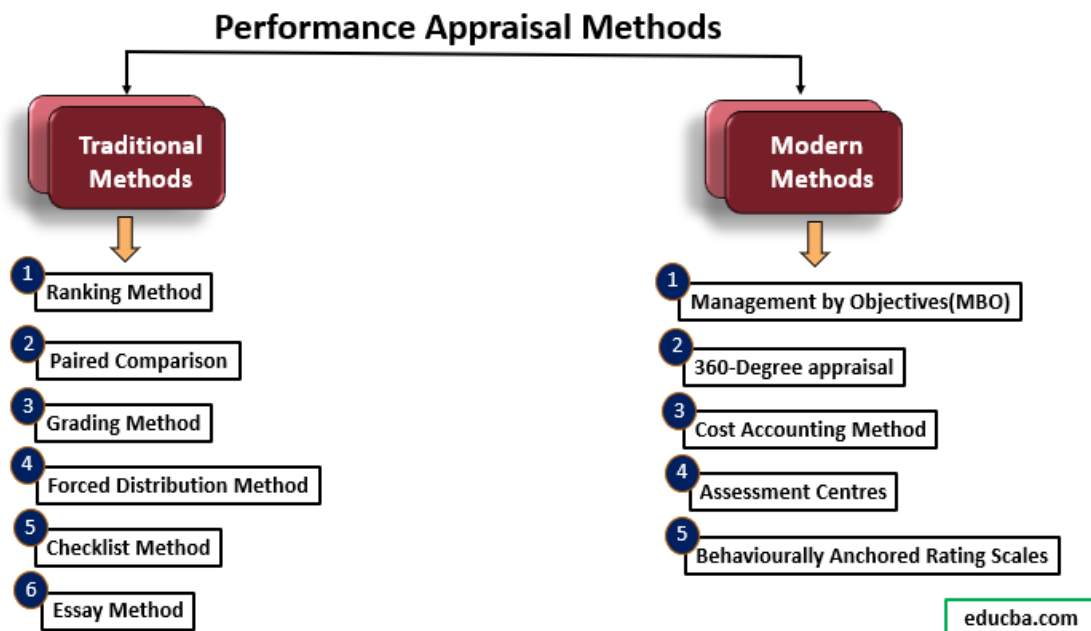 Performance Appraisal Methods
Traditional
Methods
1
Ranking Method
2
Paired Comparison
3
Grading Method
4
Forced Distribution Method
5
Checklist Method
6
Essay Method
Modern
Methods
1
Management by Objectives(MBO)
2
360-Degree appraisal
3
Cost Accounting Method
4
Assessment Centres
5
Behaviourally Anchored Rating Scales
educba.com